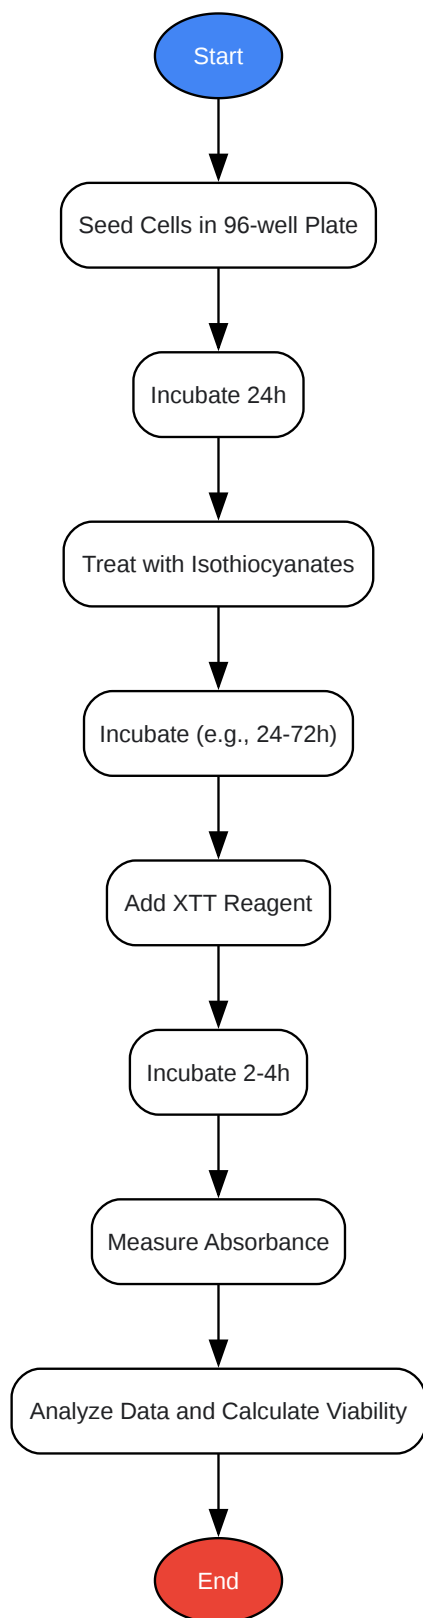 Start
Seed Cells in 96-well Plate
Incubate 24h
Treat with Isothiocyanates
Incubate (e.g., 24-72h)
Add XTT Reagent
Incubate 2-4h
Measure Absorbance
Analyze Data and Calculate Viability
End